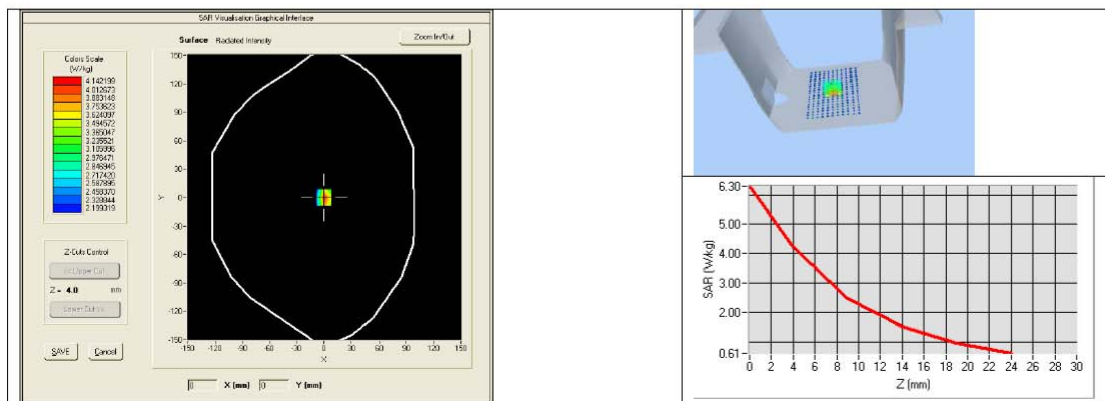 SAR Visualisation Graphical Interface
Surface Radiated Intensity
Zoom In/Out
Colors Scale
(W/kg)
4.142199
4.012673
3.883148
3.753623
3.624097
3.494572
3.365047
3.235521
3.105996
2.976471
2.846945
2.717420
2.587895
2.458370
2.328844
2.199319
Z-Cuts Control
<< Upper Cut
Z = 4.0 mm
Lower Cut >>
SAVE Cancel
150-
120-
90-
60-
30-
0-
-30-
-60-
-90-
-120-
-150-
Y
-150 -120 -90 -60 -30 0 30 60 90 120 150
X
0 X (mm) 0 Y (mm)
6.30
5.00
4.00
3.00
2.00
0.61
SAR (W/kg)
0 2 4 6 8 10 12 14 16 18 20 22 24 26 28 30
Z (mm)